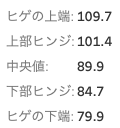 ヒゲの上端: 109.7
上部ヒンジ: 101.4
中央値: 89.9
下部ヒンジ: 84.7
ヒゲの下端: 79.9